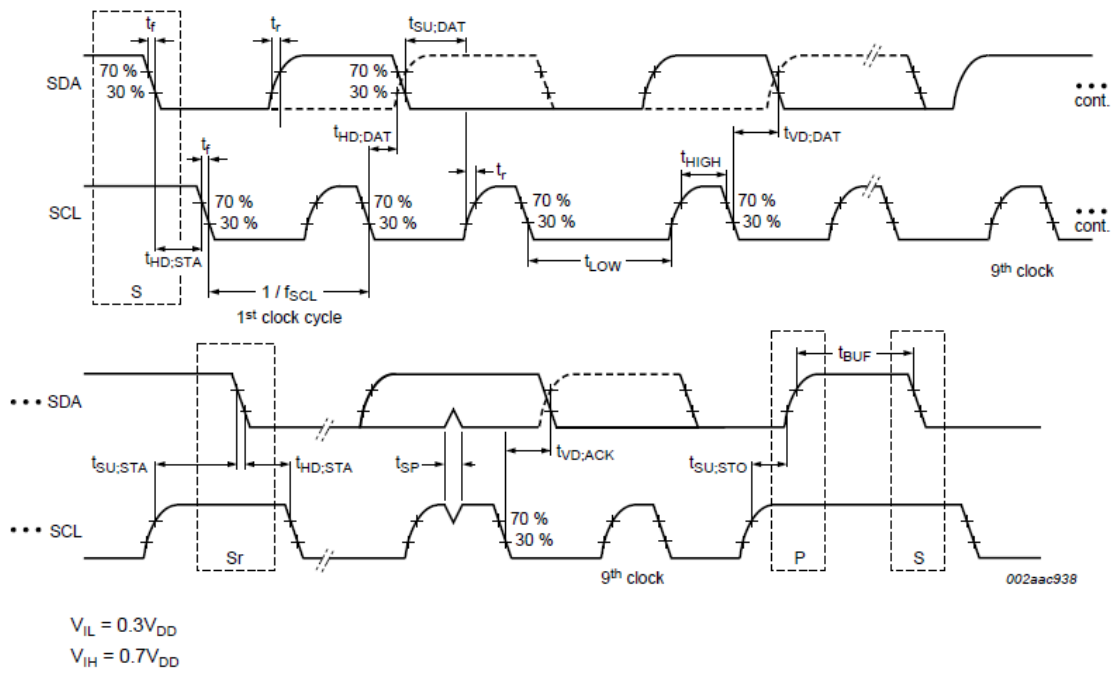 tf tr tSU;DAT
SDA 70 % 30 % 70 % 30 % ••• cont.
tHD;DAT tVD;DAT
tf tr tHIGH
SCL 70 % 30 % 70 % 30 % 70 % 30 % 70 % 30 % ••• cont.
tHD;STA tLOW 9th clock
S 1 / fSCL
1st clock cycle
tBUF
••• SDA
tSU;STA tHD;STA tSP tVD;ACK tSU;STO
••• SCL 70 % 30 %
Sr 9th clock P S 002aac938
VIL = 0.3VDD
VIH = 0.7VDD